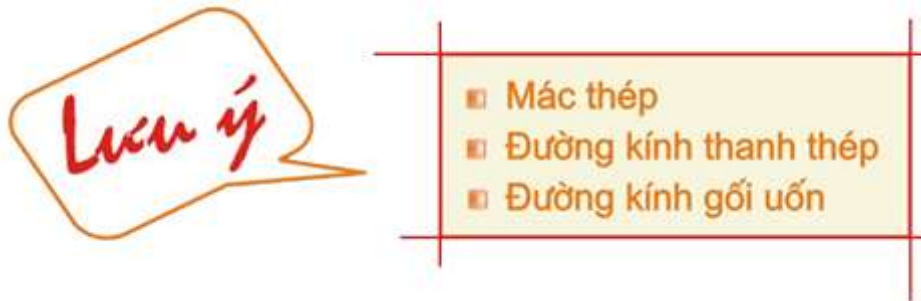 Lưu ý
Mác thép
Đường kính thanh thép
Đường kính gối uốn